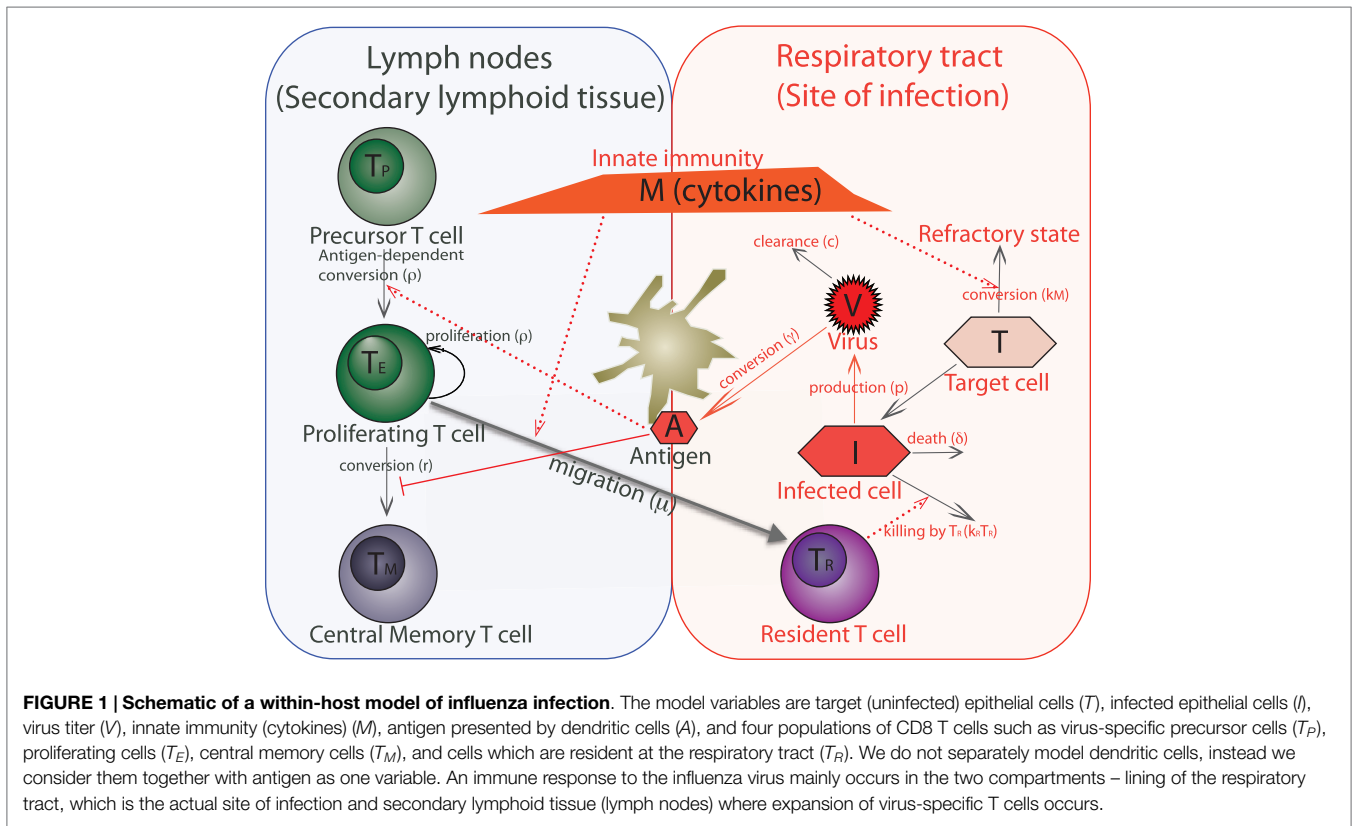 Lymph nodes
(Secondary lymphoid tissue)
Respiratory tract
(Site of infection)
Innate immunity
M (cytokines)
TP
Precursor T cell
Antigen-dependent
conversion (ρ)
clearance (c)
Refractory state
conversion (kM)
V
Virus
T
Target cell
proliferation (ρ)
TE
Proliferating T cell
conversion (γ)
production (p)
A
Antigen
I
Infected cell
death (δ)
conversion (r)
migration (μ)
killing by TR (kRTR)
TM
Central Memory T cell
TR
Resident T cell
FIGURE 1 | Schematic of a within-host model of influenza infection. The model variables are target (uninfected) epithelial cells (T), infected epithelial cells (I),
virus titer (V), innate immunity (cytokines) (M), antigen presented by dendritic cells (A), and four populations of CD8 T cells such as virus-specific precursor cells (TP),
proliferating cells (TE), central memory cells (TM), and cells which are resident at the respiratory tract (TR). We do not separately model dendritic cells, instead we
consider them together with antigen as one variable. An immune response to the influenza virus mainly occurs in the two compartments – lining of the respiratory
tract, which is the actual site of infection and secondary lymphoid tissue (lymph nodes) where expansion of virus-specific T cells occurs.